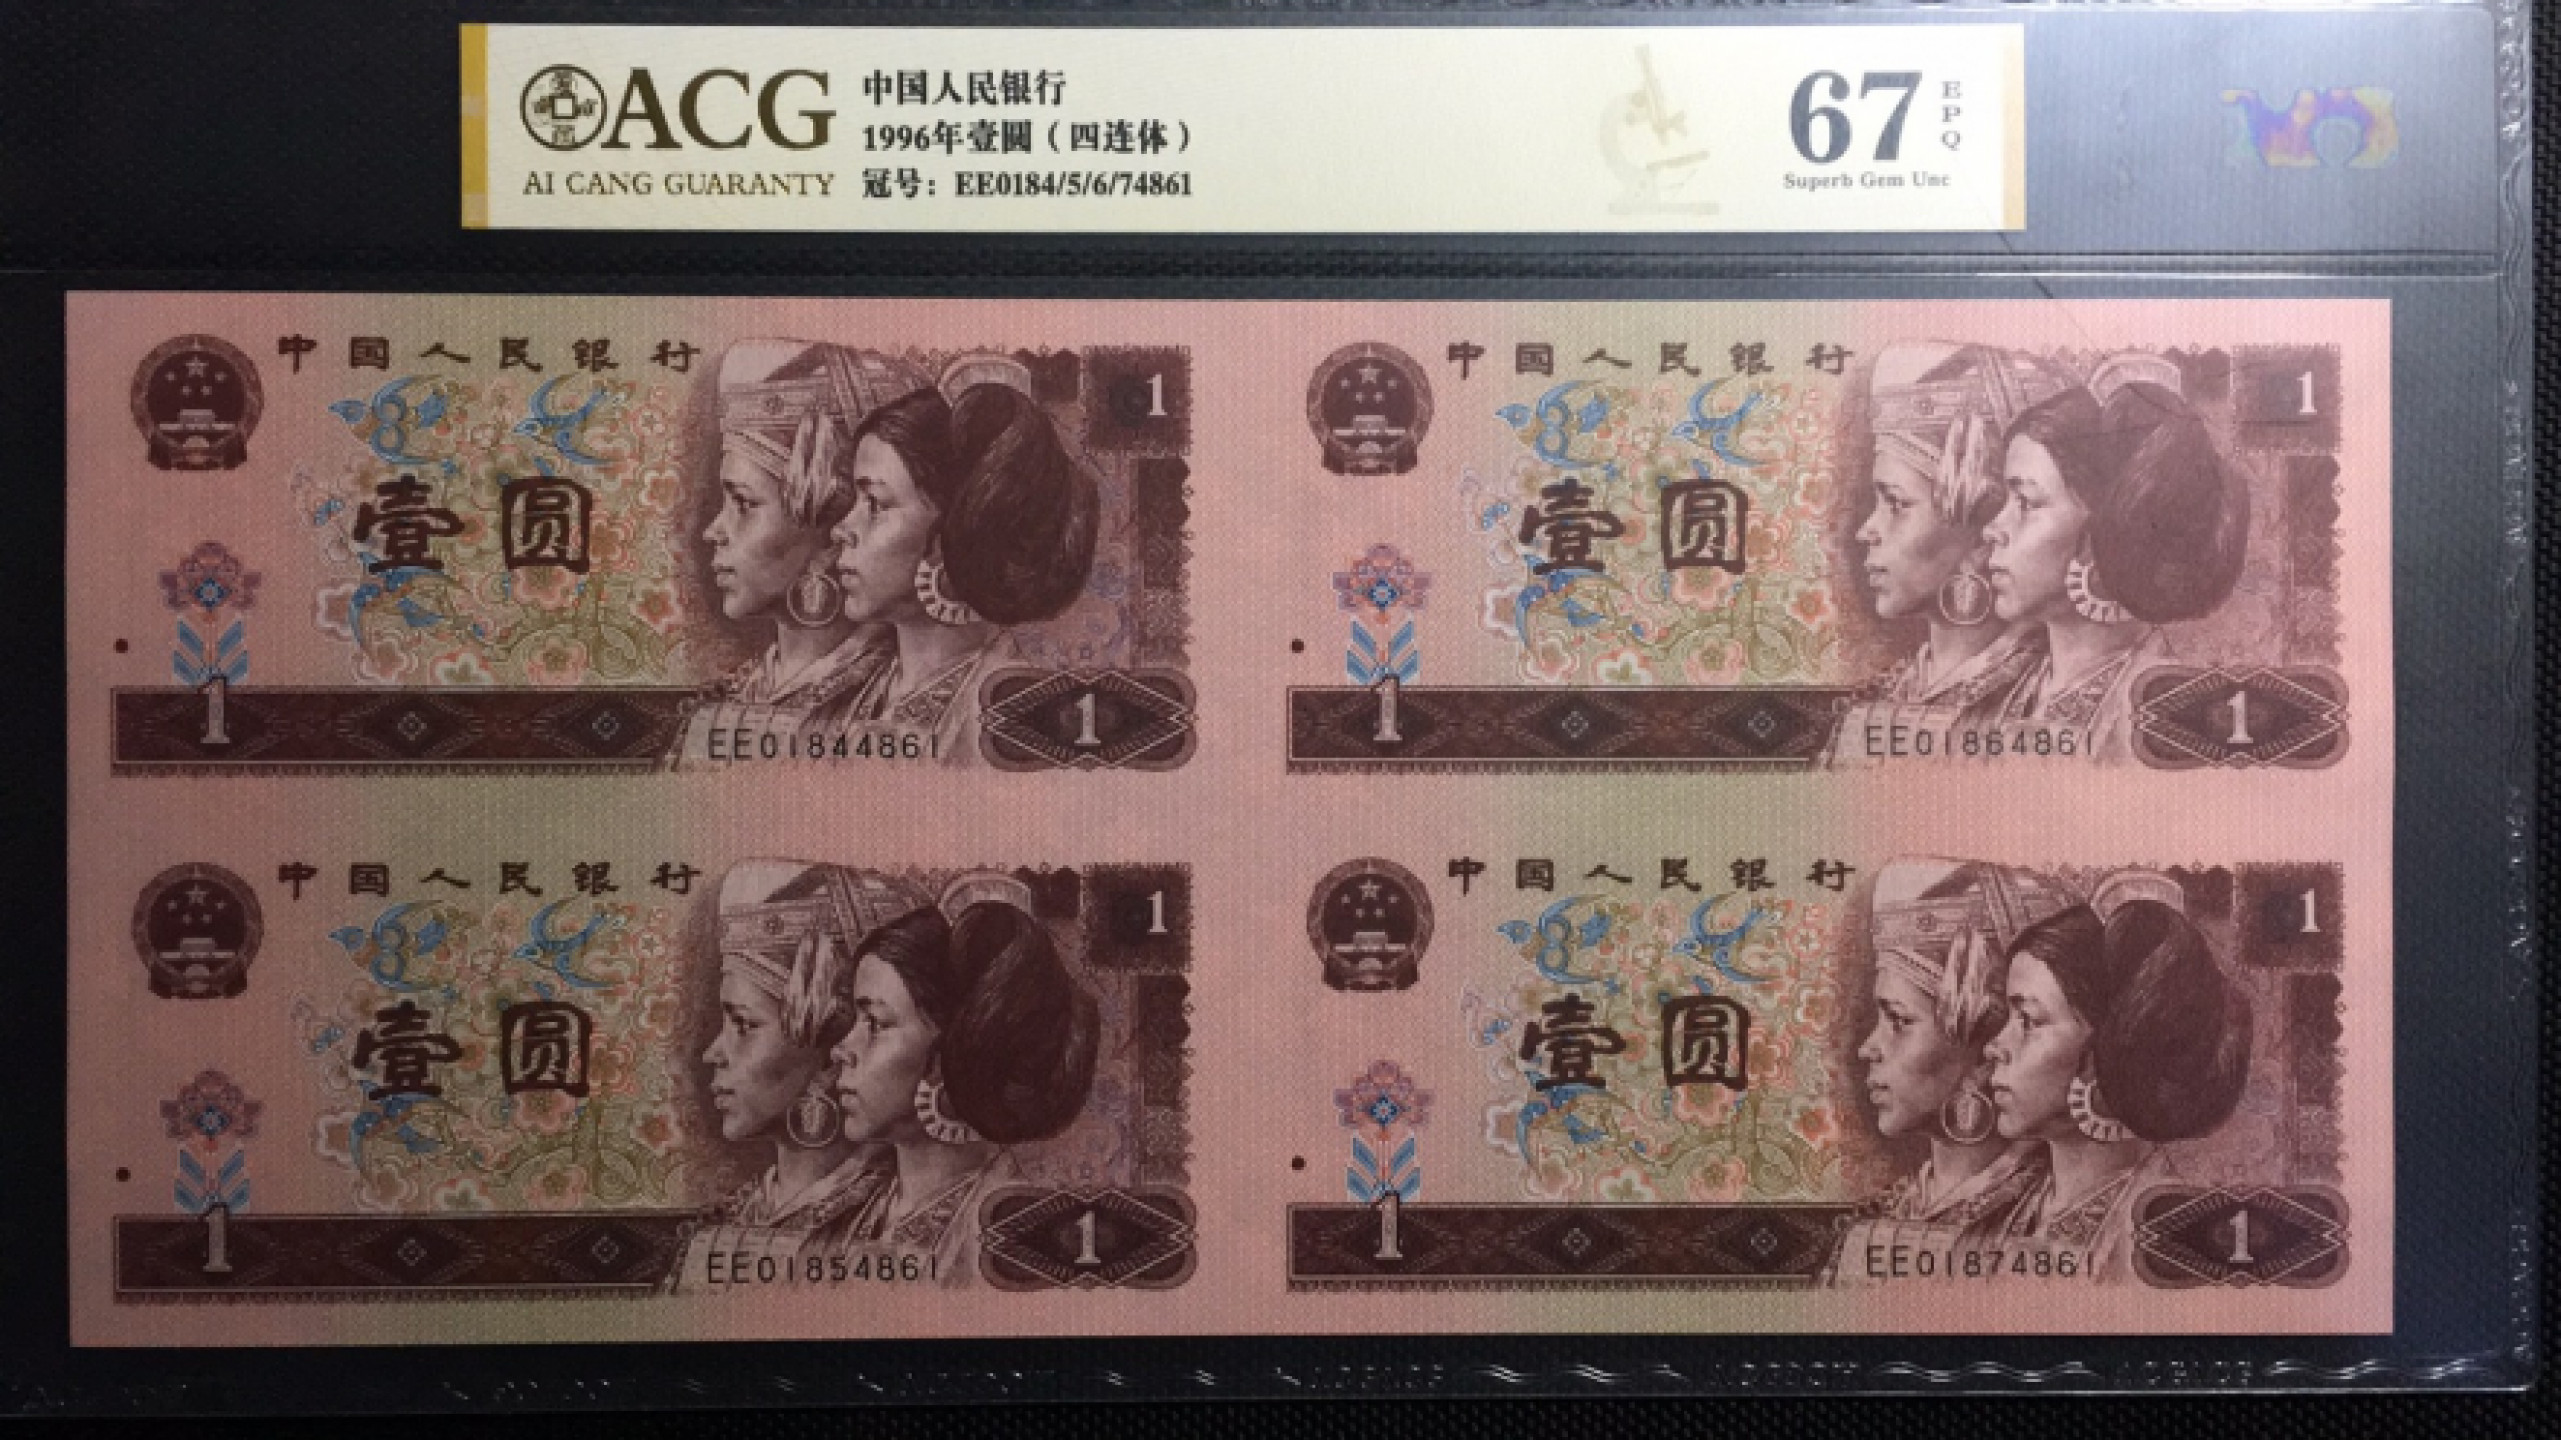 ACG
AI CANG GUARANTY
中国人民银行
1996年壹圆（四连体）
冠号：EE0184/5/6/74861
67
EPQ
Superb Gem Unc
中国人民银行
1
壹圆
1
EE01844861
1
中国人民银行
1
壹圆
1
EE01864861
1
中国人民银行
1
壹圆
1
EE01854861
1
中国人民银行
1
壹圆
1
EE01874861
1